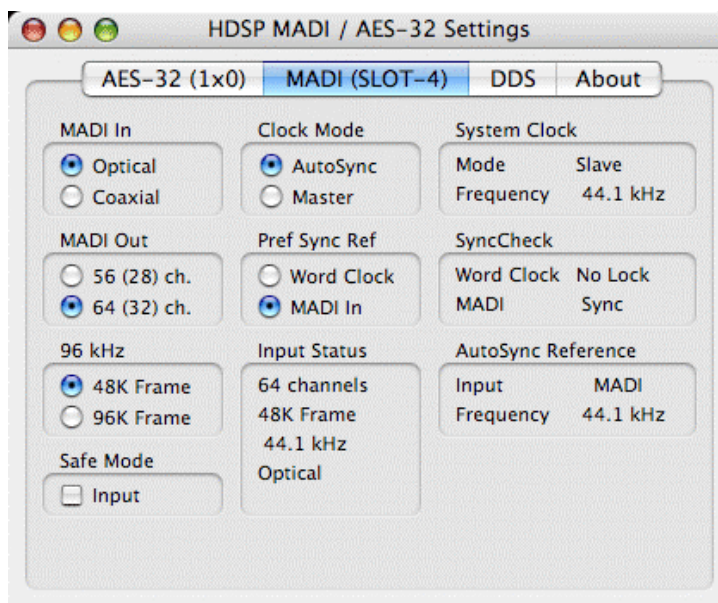 HDSP MADI / AES-32 Settings
AES-32 (1x0) MADI (SLOT-4) DDS About
MADI In
Optical
Coaxial
MADI Out
56 (28) ch.
64 (32) ch.
96 kHz
48K Frame
96K Frame
Safe Mode
Input
Clock Mode
AutoSync
Master
Pref Sync Ref
Word Clock
MADI In
Input Status
64 channels
48K Frame
44.1 kHz
Optical
System Clock
Mode Slave
Frequency 44.1 kHz
SyncCheck
Word Clock No Lock
MADI Sync
AutoSync Reference
Input MADI
Frequency 44.1 kHz